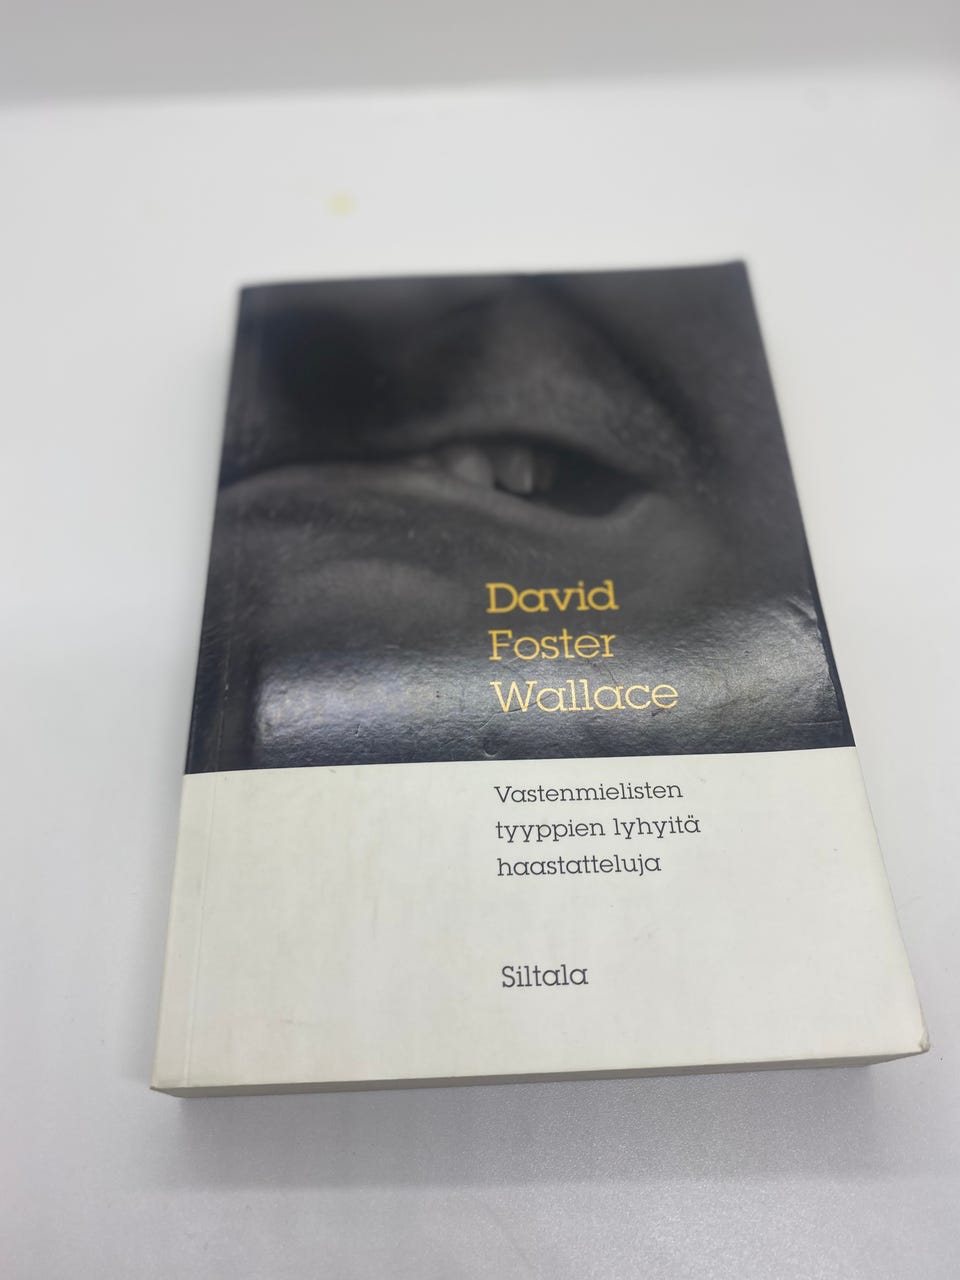 David
Foster
Wallace
Vastenmielisten
tyyppien lyhyitä
haastatteluja
Siltala